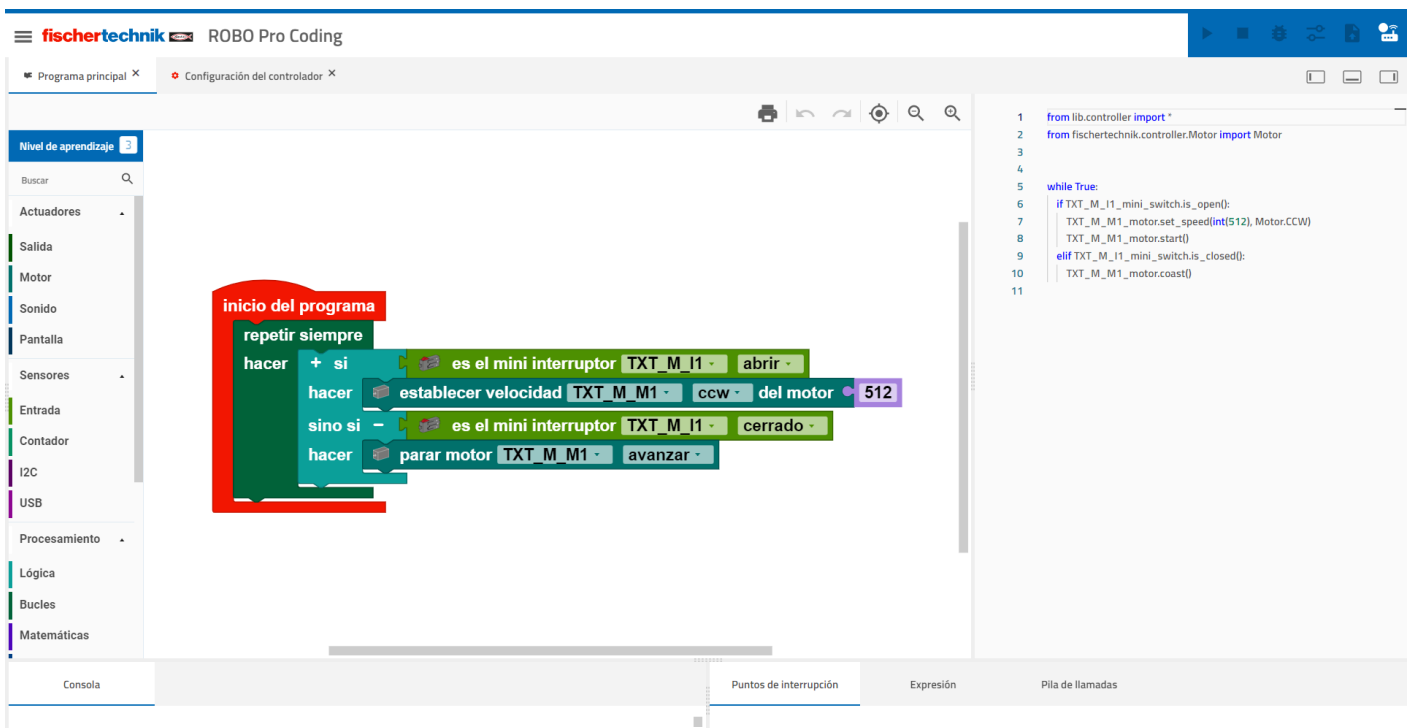 fischertechnik ROBO Pro Coding
Programa principal
Configuración del controlador
Nivel de aprendizaje 3
Buscar
Actuadores
Salida
Motor
Sonido
Pantalla
Sensores
Entrada
Contador
I2C
USB
Procesamiento
Lógica
Bucles
Matemáticas
inicio del programa
repetir siempre
hacer + si es el mini interruptor TXT_M_I1 abrir
hacer establecer velocidad TXT_M_M1 ccw del motor 512
sino si - es el mini interruptor TXT_M_I1 cerrado
hacer parar motor TXT_M_M1 avanzar
1 from lib.controller import *
2 from fischertechnik.controller.Motor import Motor
3
4
5 while True:
6 if TXT_M_I1_mini_switch.is_open():
7 TXT_M_M1_motor.set_speed(int(512), Motor.CCW)
8 TXT_M_M1_motor.start()
9 elif TXT_M_I1_mini_switch.is_closed():
10 TXT_M_M1_motor.coast()
11
Consola
Puntos de interrupción
Expresión
Pila de llamadas